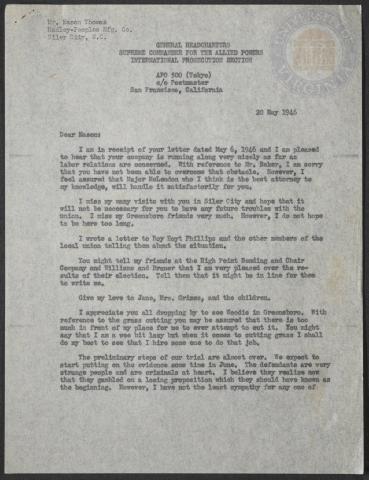 Mr. Mason Thomas
Hadley-Peoples Mfg. Co.
Siler City, N.C.
GENERAL HEADQUARTERS
SUPREME COMMANDER FOR THE ALLIED POWERS
INTERNATIONAL PROSECUTION SECTION
APO 500 (Tokyo)
c/o Postmaster
San Francisco, California
20 May 1946
Dear Mason:
I am in receipt of your letter dated May 6, 1946 and I am pleased
to hear that your company is running along very nicely as far as
labor relations are concerned. With reference to Mr. Baker, I am sorry
that you have not been able to overcome that obstacle. However, I
feel assured that Major McLendon who I think is the best attorney to
my knowledge, will handle it satisfactorily for you.
I miss my many visits with you in Siler City and hope that it
will not be necessary for you to have any future troubles with the
union. I miss my Greensboro friends very much. However, I do not hope
to be here too long.
I wrote a letter to Roy Hoyt Phillips and the other members of the
local union telling them about the situation.
You might tell my friends at the High Point Bending and Chair
Company and Williams and Brower that I am very pleased over the re-
sults of their election. Tell them that it might be in line for them
to write me.
Give my love to June, Mrs. Grimes, and the children.
I appreciate you all dropping by to see Goodie in Greensboro. With
reference to the grass cutting you may be assured that there is too
much in front of my place for me to ever attempt to cut it. You might
say that I am a wee bit lazy but when it comes to cutting grass I shall
do my best to see that I hire some one to do that job.
The preliminary steps of our trial are almost over. We expect to
start putting on the evidence some time in June. The defendants are very
strange people and are criminals at heart. I believe they realize now
that they gambled on a losing proposition which they should have known as
the beginning. However, I have not the least sympathy for any one of